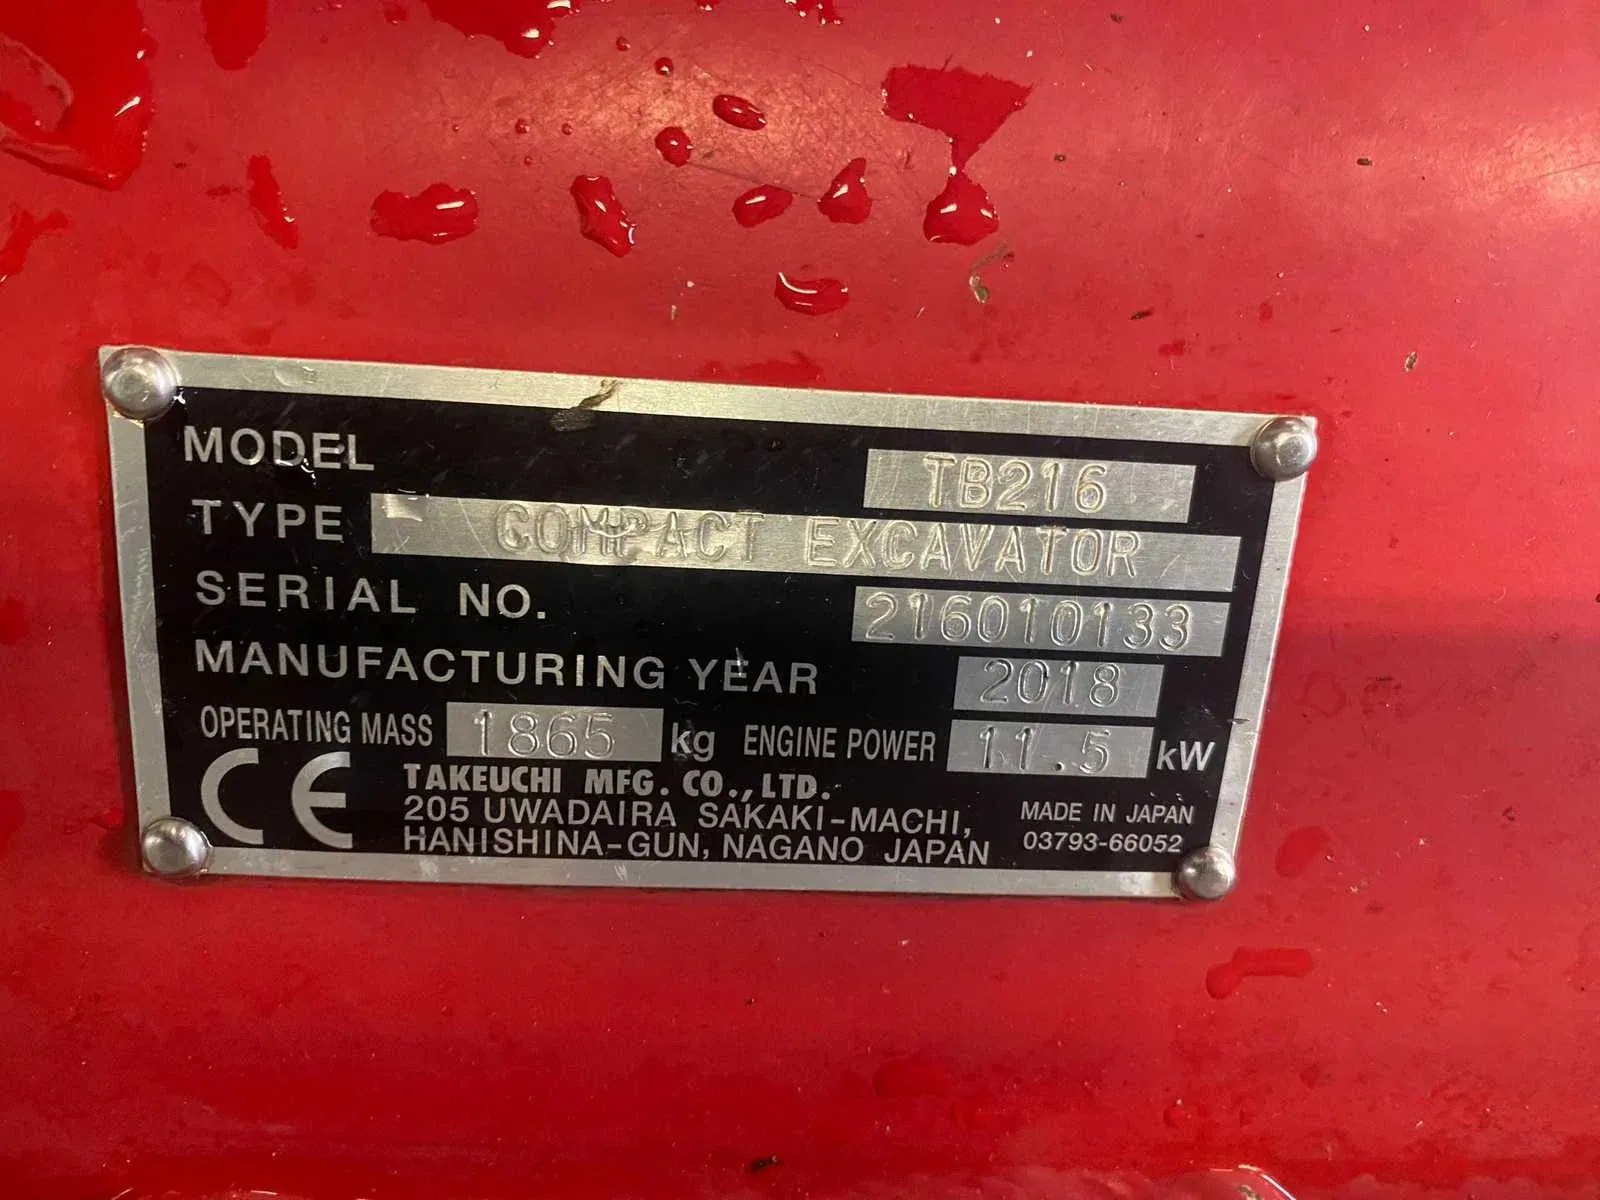 MODEL TB216
TYPE COMPACT EXCAVATOR
SERIAL NO. 216010133
MANUFACTURING YEAR 2018
OPERATING MASS 1865 kg ENGINE POWER 11.5 kW
CE TAKEUCHI MFG. CO., LTD.
205 UWADAIRA SAKAKI-MACHI,
HANISHINA-GUN, NAGANO JAPAN
MADE IN JAPAN
03793-66052